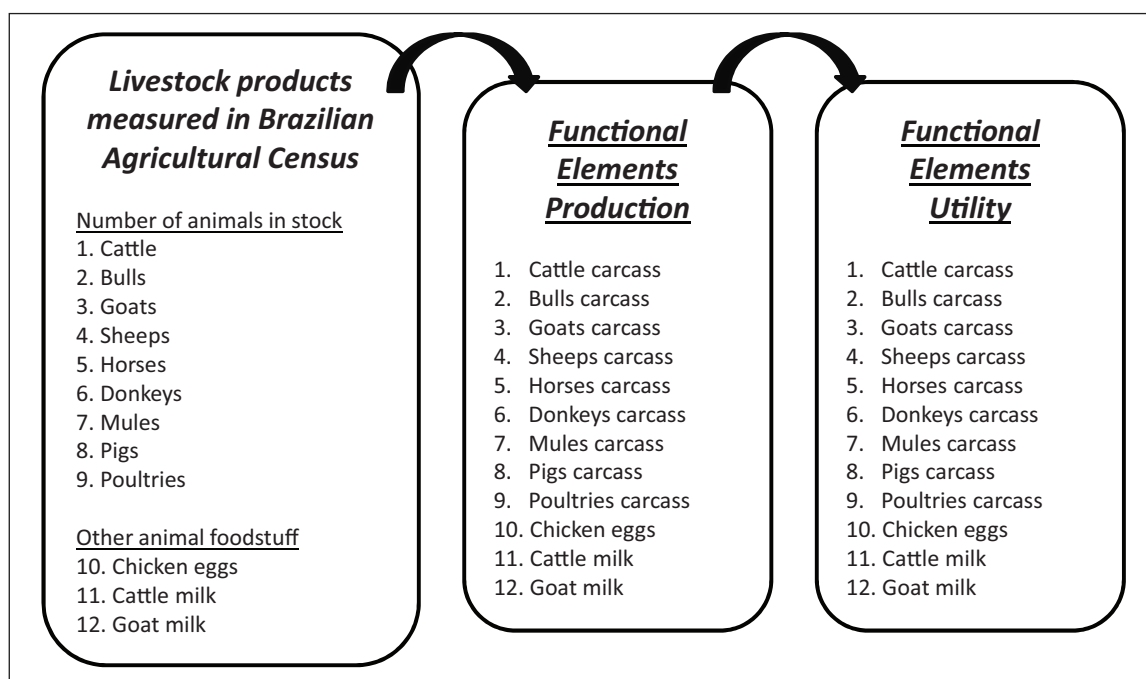 Livestock products
measured in Brazilian
Agricultural Census
Number of animals in stock
1. Cattle
2. Bulls
3. Goats
4. Sheeps
5. Horses
6. Donkeys
7. Mules
8. Pigs
9. Poultries
Other animal foodstuff
10. Chicken eggs
11. Cattle milk
12. Goat milk
Functional
Elements
Production
1. Cattle carcass
2. Bulls carcass
3. Goats carcass
4. Sheeps carcass
5. Horses carcass
6. Donkeys carcass
7. Mules carcass
8. Pigs carcass
9. Poultries carcass
10. Chicken eggs
11. Cattle milk
12. Goat milk
Functional
Elements
Utility
1. Cattle carcass
2. Bulls carcass
3. Goats carcass
4. Sheeps carcass
5. Horses carcass
6. Donkeys carcass
7. Mules carcass
8. Pigs carcass
9. Poultries carcass
10. Chicken eggs
11. Cattle milk
12. Goat milk